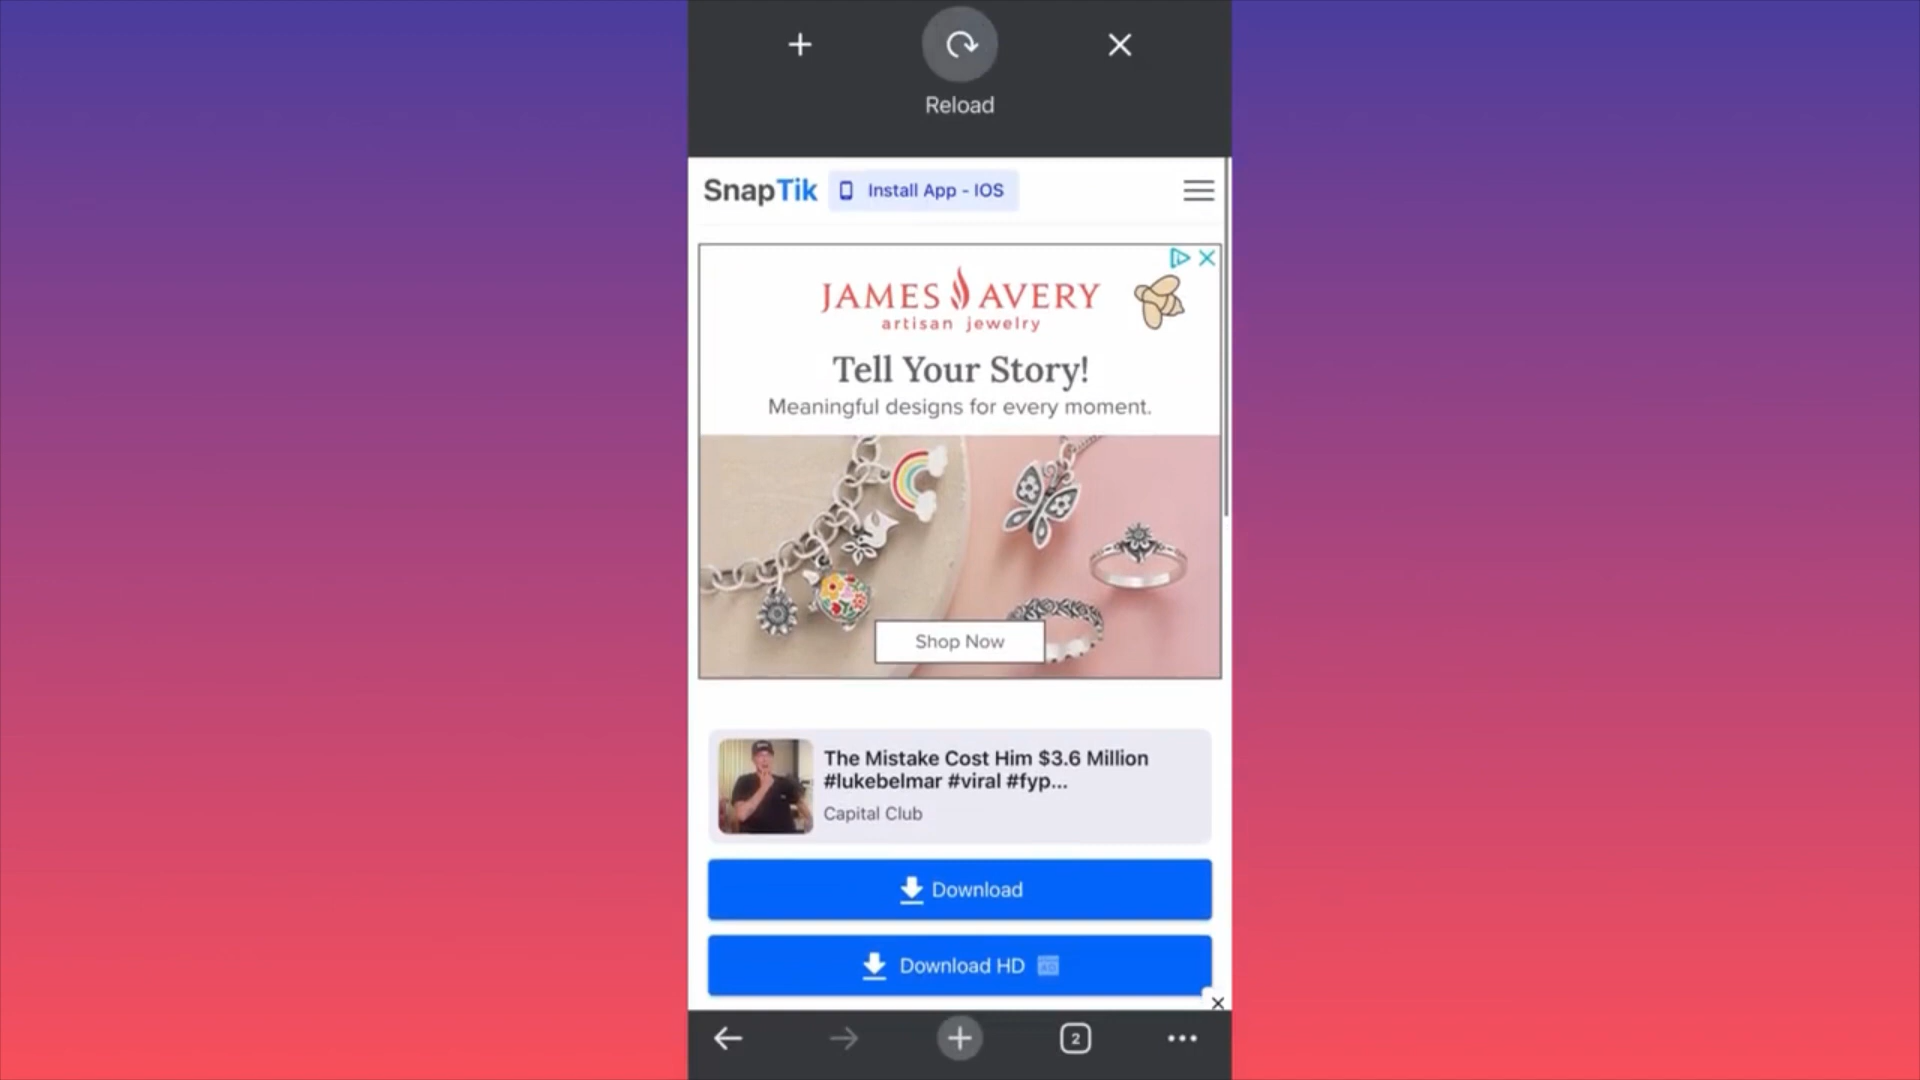 Reload
SnapTik
Install App - IOS
JAMES AVERY
artisan jewelry
Tell Your Story!
Meaningful designs for every moment.
Shop Now
The Mistake Cost Him $3.6 Million
#lukebelmar #viral #fyp...
Capital Club
Download
Download HD AD
2